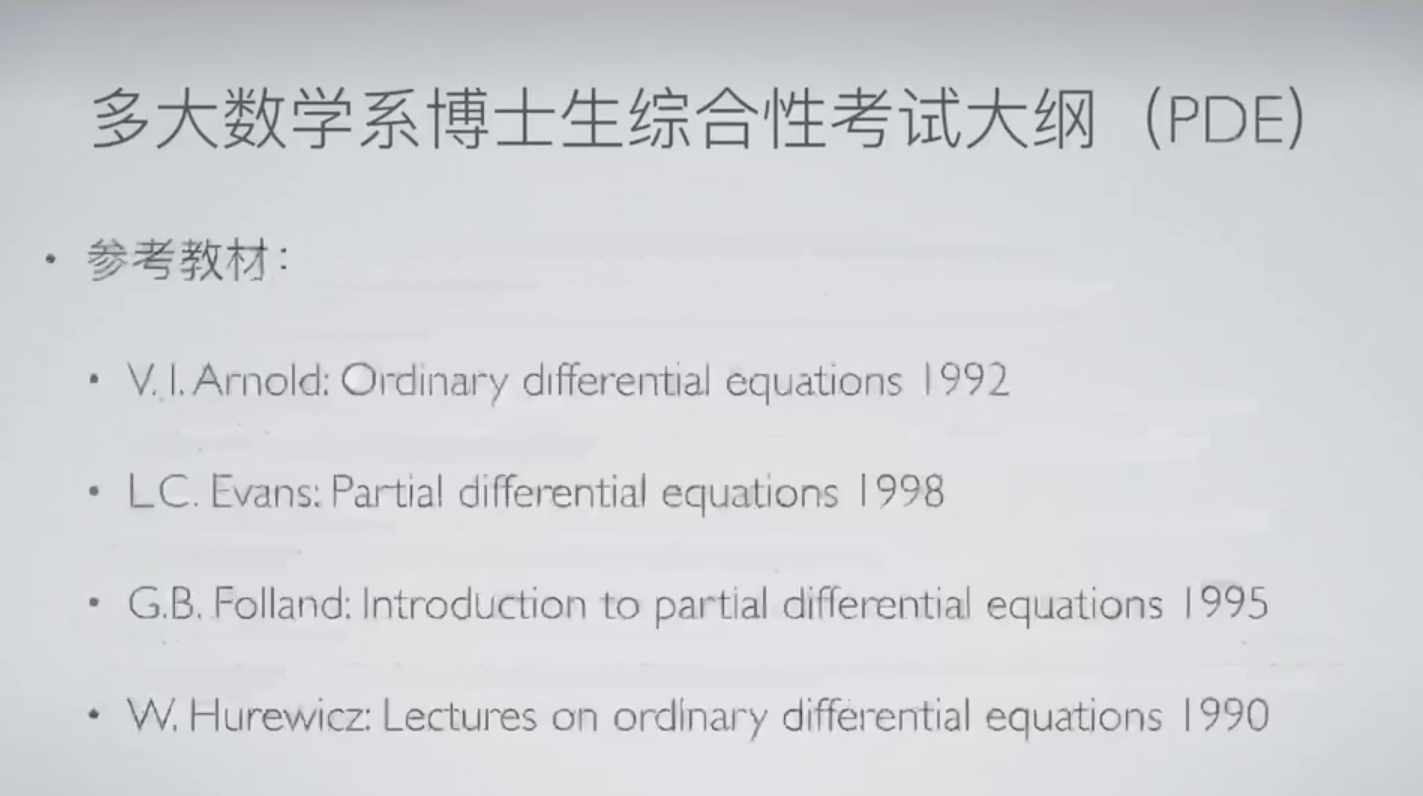 多大数学系博士生综合性考试大纲（PDE）
• 参考教材：
• V. I. Arnold: Ordinary differential equations 1992
• L.C. Evans: Partial differential equations 1998
• G.B. Folland: Introduction to partial differential equations 1995
• W. Hurewicz: Lectures on ordinary differential equations 1990